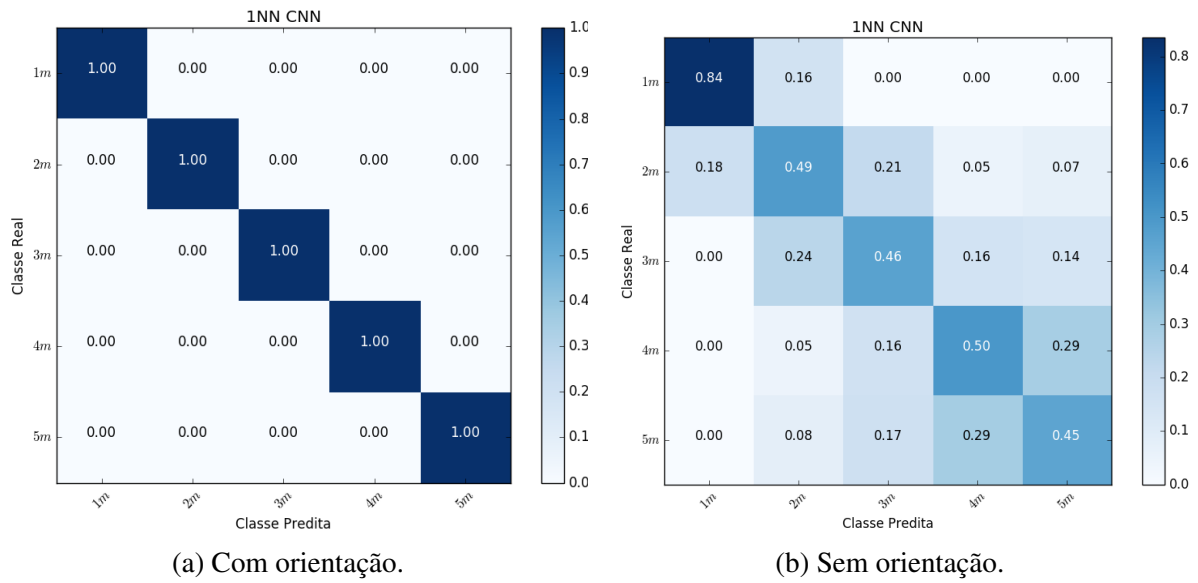 1NN CNN
1m 1.00 0.00 0.00 0.00 0.00
2m 0.00 1.00 0.00 0.00 0.00
3m 0.00 0.00 1.00 0.00 0.00
4m 0.00 0.00 0.00 1.00 0.00
5m 0.00 0.00 0.00 0.00 1.00
1m 2m 3m 4m 5m
Classe Real
Classe Predita
1.0
0.9
0.8
0.7
0.6
0.5
0.4
0.3
0.2
0.1
0.0
(a) Com orientação.
1NN CNN
1m 0.84 0.16 0.00 0.00 0.00
2m 0.18 0.49 0.21 0.05 0.07
3m 0.00 0.24 0.46 0.16 0.14
4m 0.00 0.05 0.16 0.50 0.29
5m 0.00 0.08 0.17 0.29 0.45
1m 2m 3m 4m 5m
Classe Real
Classe Predita
0.8
0.7
0.6
0.5
0.4
0.3
0.2
0.1
0.0
(b) Sem orientação.